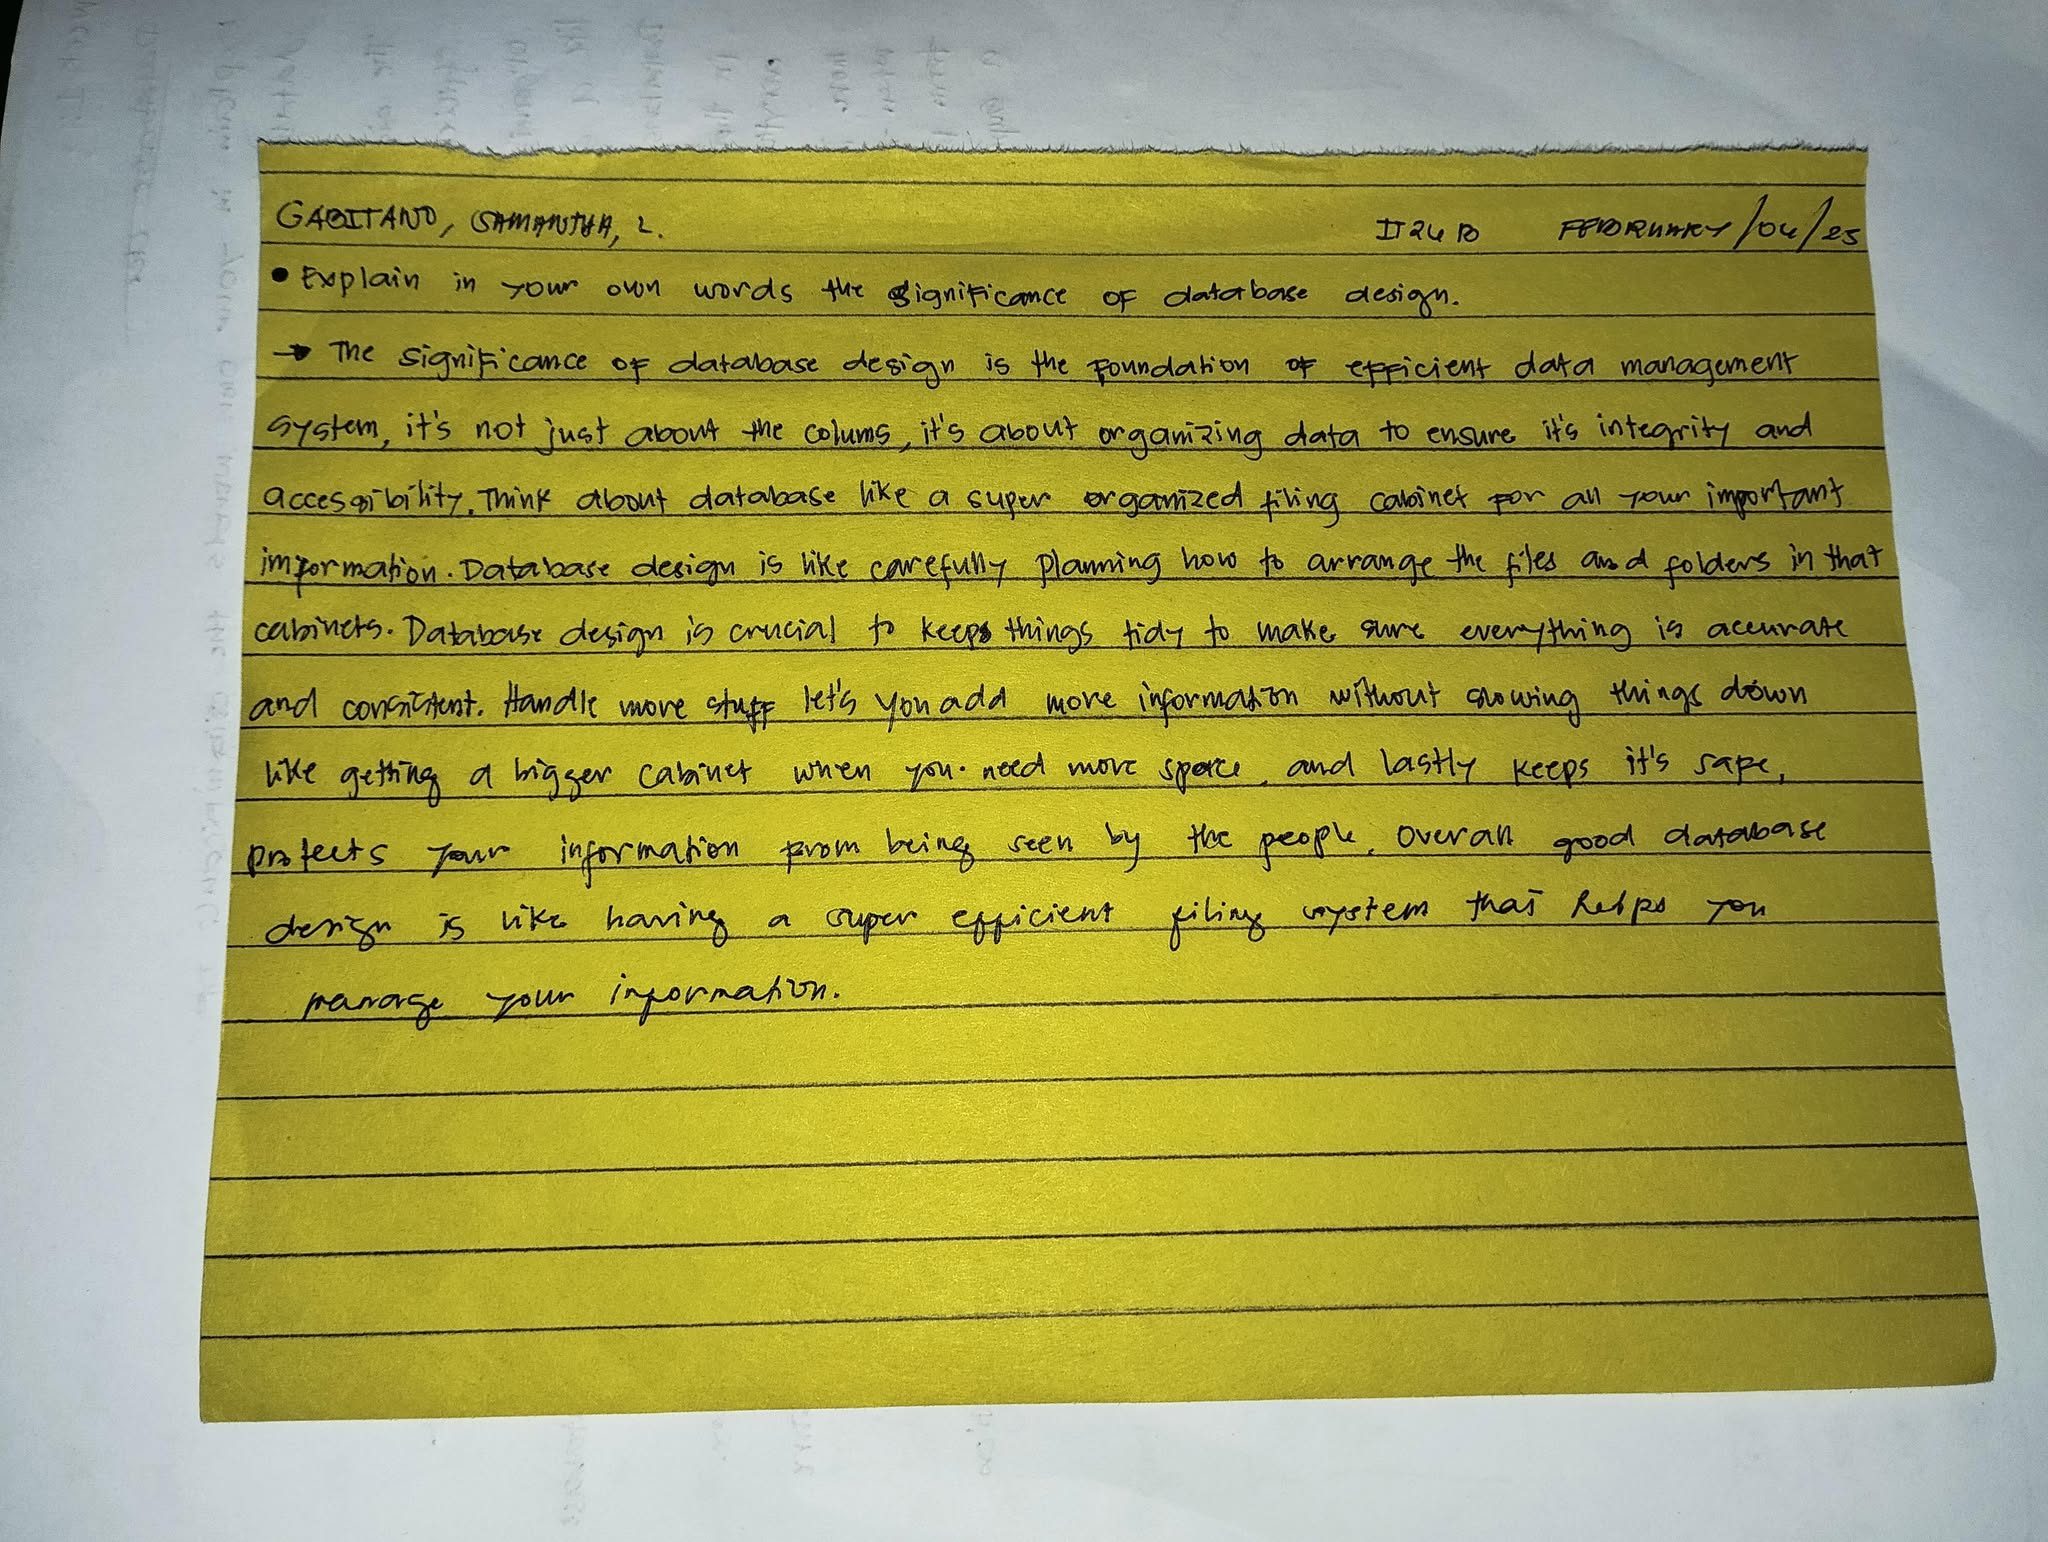 GABITANO, SAMANTHA, L. IT2L4B FEBRUARY/04/25
• Explain in your own words the significance of database design.
→ The significance of database design is the foundation of efficient data management
system, it's not just about the colums, it's about organizing data to ensure it's integrity and
accessibility. Think about database like a super organized filing cabinet for all your important
information. Database design is like carefully planning how to arrange the files and folders in that
cabinets. Database design is crucial to keeps things tidy to make sure everything is accurate
and consistent. Handle more stuff let's you add more information without slowing things down
like getting a bigger cabinet when you need more space, and lastly keeps it's safe,
protects your information from being seen by the people. Overall good database
design is like having a super efficient filing system that helps you
manage your information.